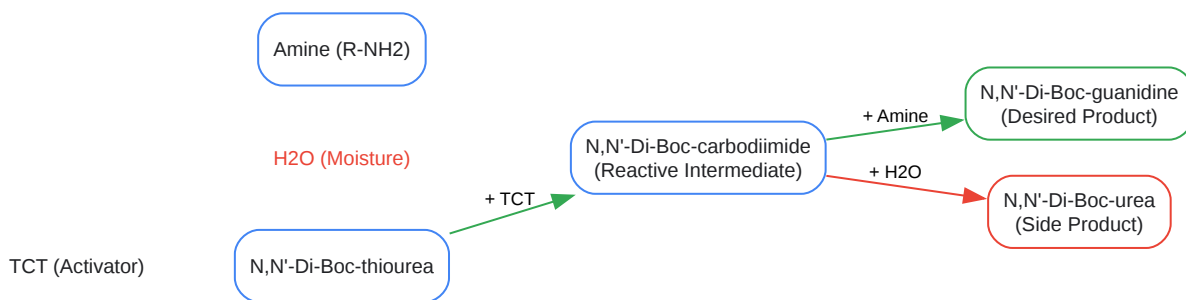 Amine (R-NH2)
H2O (Moisture)
TCT (Activator)
N,N'-Di-Boc-thiourea
+ TCT
N,N'-Di-Boc-carbodiimide
(Reactive Intermediate)
+ Amine
N,N'-Di-Boc-guanidine
(Desired Product)
+ H2O
N,N'-Di-Boc-urea
(Side Product)